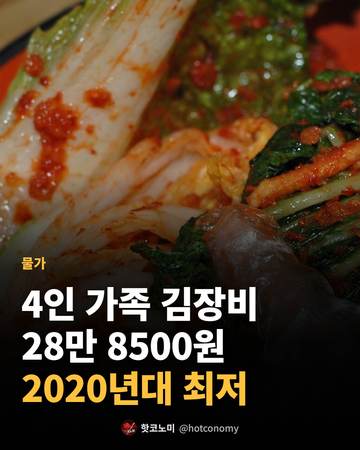 물가
4인 가족 김장비
28만 8500원
2020년대 최저
핫코노미 @hotconomy